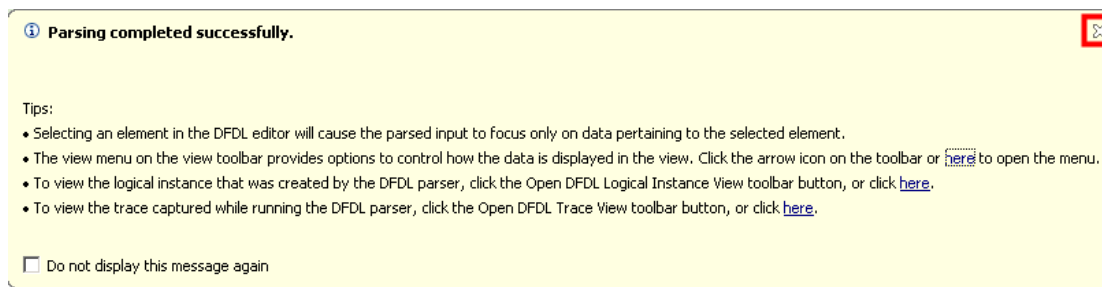 Parsing completed successfully.
Tips:
• Selecting an element in the DFDL editor will cause the parsed input to focus only on data pertaining to the selected element.
• The view menu on the view toolbar provides options to control how the data is displayed in the view. Click the arrow icon on the toolbar or here to open the menu.
• To view the logical instance that was created by the DFDL parser, click the Open DFDL Logical Instance View toolbar button, or click here.
• To view the trace captured while running the DFDL parser, click the Open DFDL Trace View toolbar button, or click here.
Do not display this message again